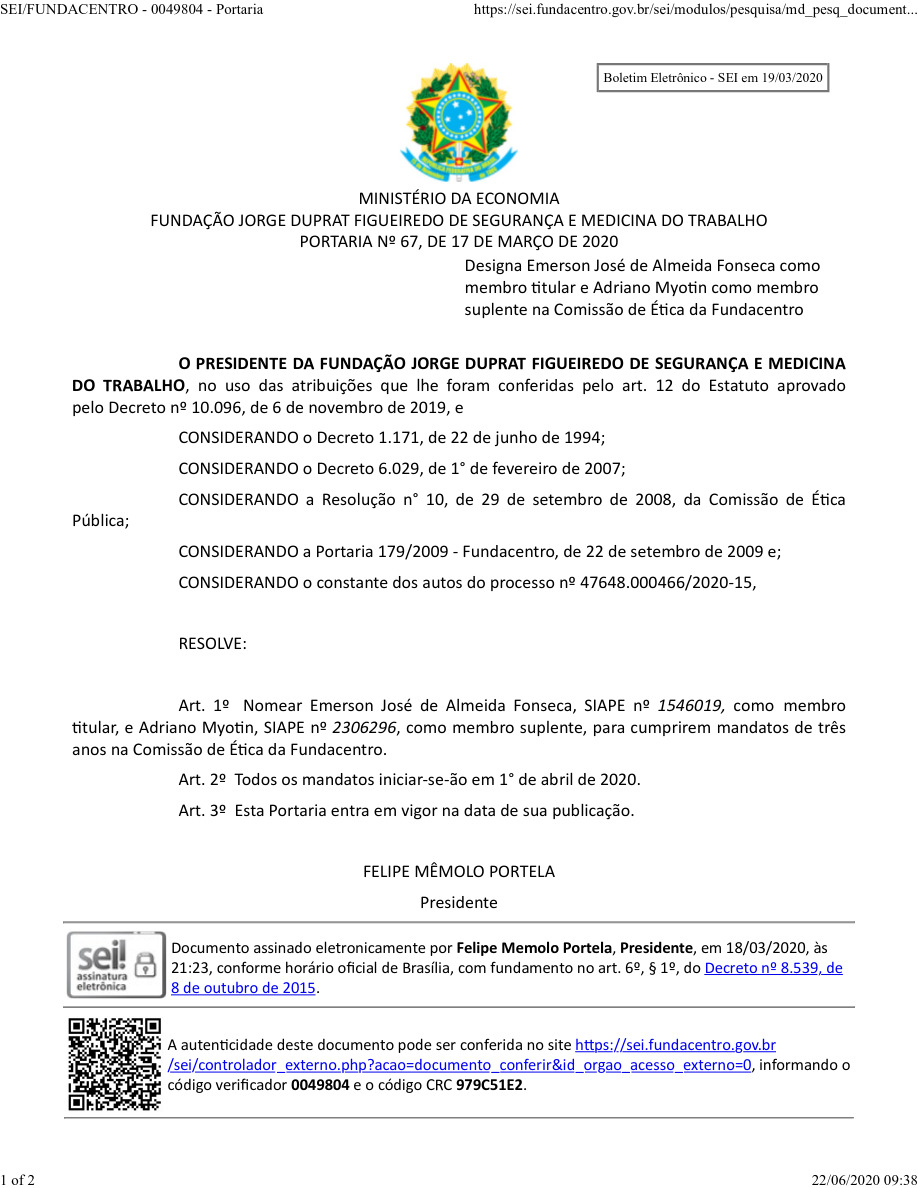 SEI/FUNDACENTRO - 0049804 - Portaria
https://sei.fundacentro.gov.br/sei/modulos/pesquisa/md_pesq_document...
Boletim Eletrônico - SEI em 19/03/2020
MINISTÉRIO DA ECONOMIA
FUNDAÇÃO JORGE DUPRAT FIGUEIREDO DE SEGURANÇA E MEDICINA DO TRABALHO
PORTARIA Nº 67, DE 17 DE MARÇO DE 2020
Designa Emerson José de Almeida Fonseca como
membro titular e Adriano Myotin como membro
suplente na Comissão de Ética da Fundacentro
O PRESIDENTE DA FUNDAÇÃO JORGE DUPRAT FIGUEIREDO DE SEGURANÇA E MEDICINA
DO TRABALHO, no uso das atribuições que lhe foram conferidas pelo art. 12 do Estatuto aprovado
pelo Decreto nº 10.096, de 6 de novembro de 2019, e
CONSIDERANDO o Decreto 1.171, de 22 de junho de 1994;
CONSIDERANDO o Decreto 6.029, de 1° de fevereiro de 2007;
CONSIDERANDO a Resolução n° 10, de 29 de setembro de 2008, da Comissão de Ética
Pública;
CONSIDERANDO a Portaria 179/2009 - Fundacentro, de 22 de setembro de 2009 e;
CONSIDERANDO o constante dos autos do processo nº 47648.000466/2020-15,
RESOLVE:
Art. 1º Nomear Emerson José de Almeida Fonseca, SIAPE nº 1546019, como membro
titular, e Adriano Myotin, SIAPE nº 2306296, como membro suplente, para cumprirem mandatos de três
anos na Comissão de Ética da Fundacentro.
Art. 2º Todos os mandatos iniciar-se-ão em 1° de abril de 2020.
Art. 3º Esta Portaria entra em vigor na data de sua publicação.
FELIPE MÊMOLO PORTELA
Presidente
sei!
assinatura
eletrônica
Documento assinado eletronicamente por Felipe Memolo Portela, Presidente, em 18/03/2020, às
21:23, conforme horário oficial de Brasília, com fundamento no art. 6º, § 1º, do Decreto nº 8.539, de
8 de outubro de 2015.
A autenticidade deste documento pode ser conferida no site https://sei.fundacentro.gov.br
/sei/controlador_externo.php?acao=documento_conferir&id_orgao_acesso_externo=0, informando o
código verificador 0049804 e o código CRC 979C51E2.
1 of 2
22/06/2020 09:38